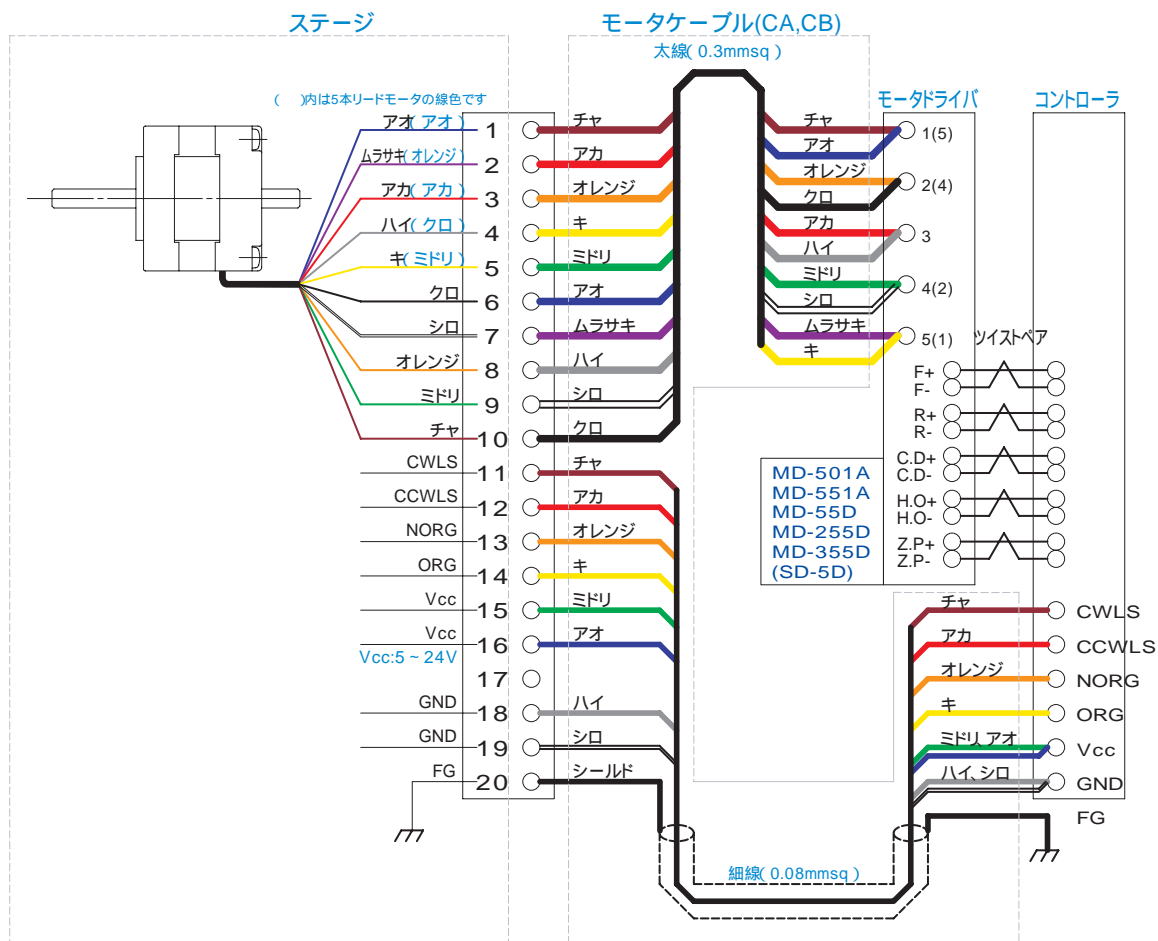 ステージ
モータケーブル(CA,CB)
太線( 0.3mmsq )
(　)内は5本リードモータの線色です
モータドライバ
コントローラ
アオ( アオ )
1
チャ
ムラサキ(オレンジ)
2
アカ
アカ( アカ )
3
オレンジ
ハイ( クロ )
4
キ
キ(ミドリ)
5
ミドリ
クロ
6
アオ
シロ
7
ムラサキ
オレンジ
8
ハイ
ミドリ
9
シロ
チャ
10
クロ
CWLS
11
チャ
CCWLS
12
アカ
NORG
13
オレンジ
ORG
14
キ
Vcc
15
ミドリ
Vcc
16
アオ
Vcc:5 ~ 24V
17
GND
18
ハイ
GND
19
シロ
FG
20
シールド
チャ
アオ
1(5)
オレンジ
クロ
2(4)
アカ
ハイ
3
ミドリ
シロ
4(2)
ムラサキ
キ
5(1)
ツイストペア
F+
F-
R+
R-
C.D+
C.D-
H.O+
H.O-
Z.P+
Z.P-
MD-501A
MD-551A
MD-55D
MD-255D
MD-355D
(SD-5D)
チャ
CWLS
アカ
CCWLS
オレンジ
NORG
キ
ORG
ミドリ、アオ
Vcc
ハイ、シロ
GND
FG
細線( 0.08mmsq )